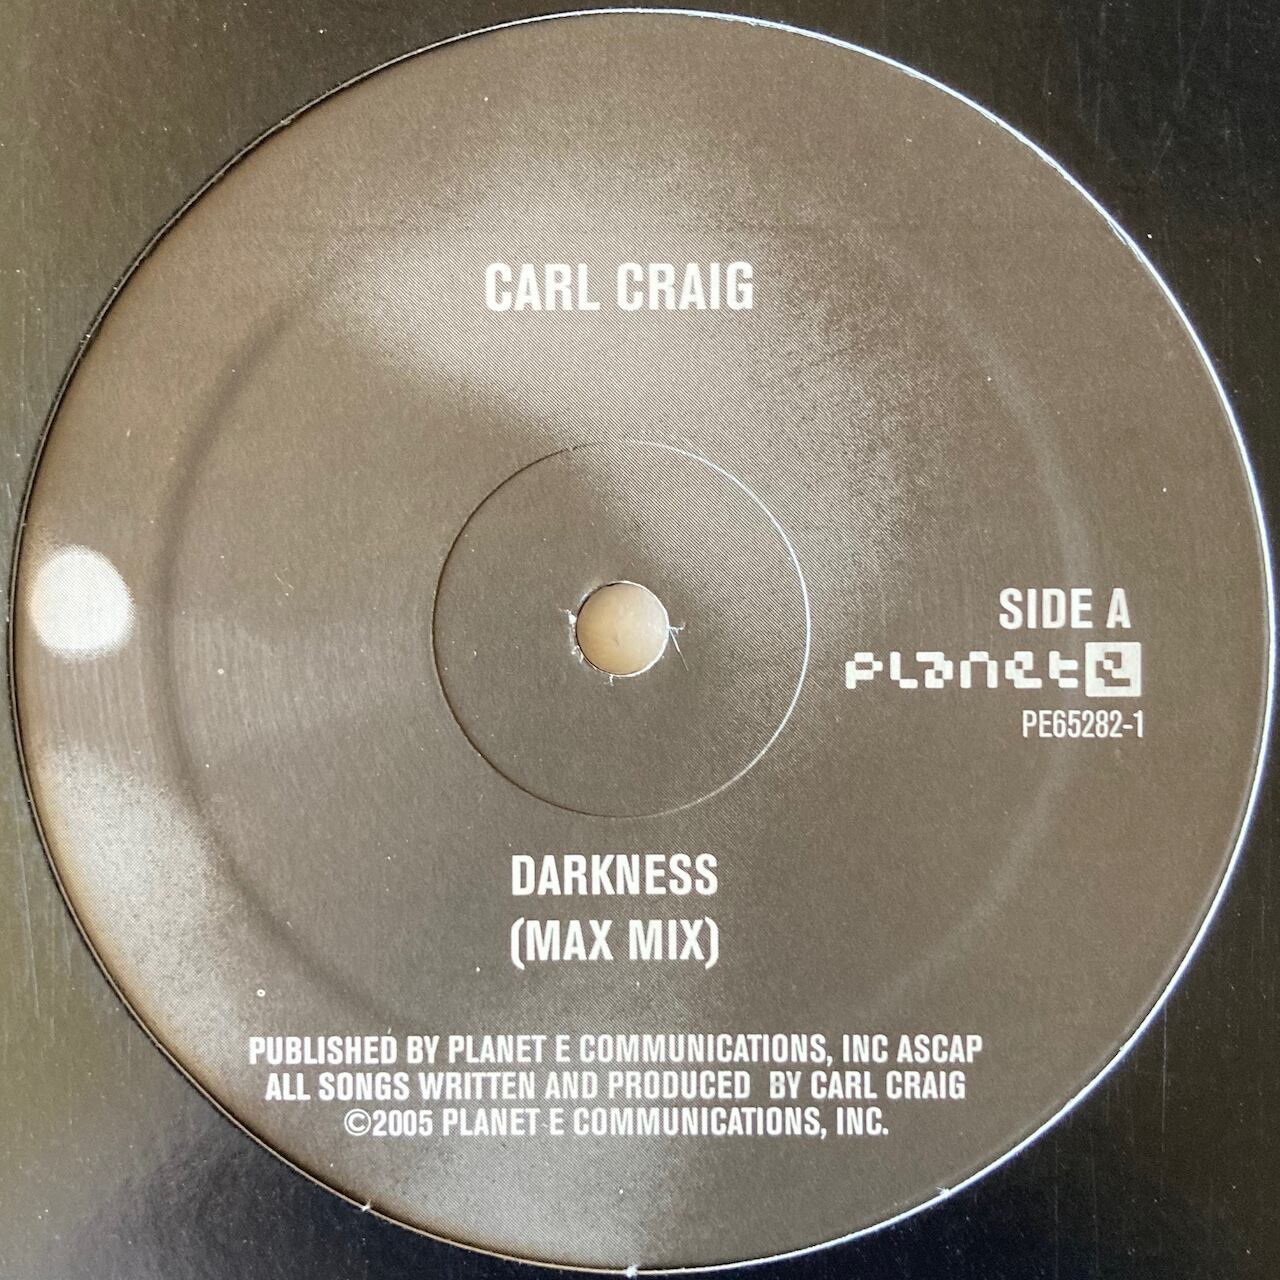 CARL CRAIG
SIDE A
planet e
PE65282-1
DARKNESS
(MAX MIX)
PUBLISHED BY PLANET E COMMUNICATIONS, INC ASCAP
ALL SONGS WRITTEN AND PRODUCED BY CARL CRAIG
©2005 PLANET E COMMUNICATIONS, INC.